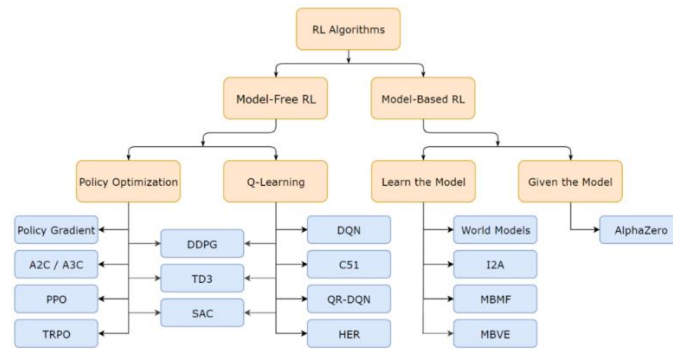 RL Algorithms
Model-Free RL
Model-Based RL
Policy Optimization
Q-Learning
Learn the Model
Given the Model
Policy Gradient
DDPG
DQN
World Models
AlphaZero
A2C / A3C
TD3
C51
I2A
PPO
SAC
QR-DQN
MBMF
TRPO
HER
MBVE